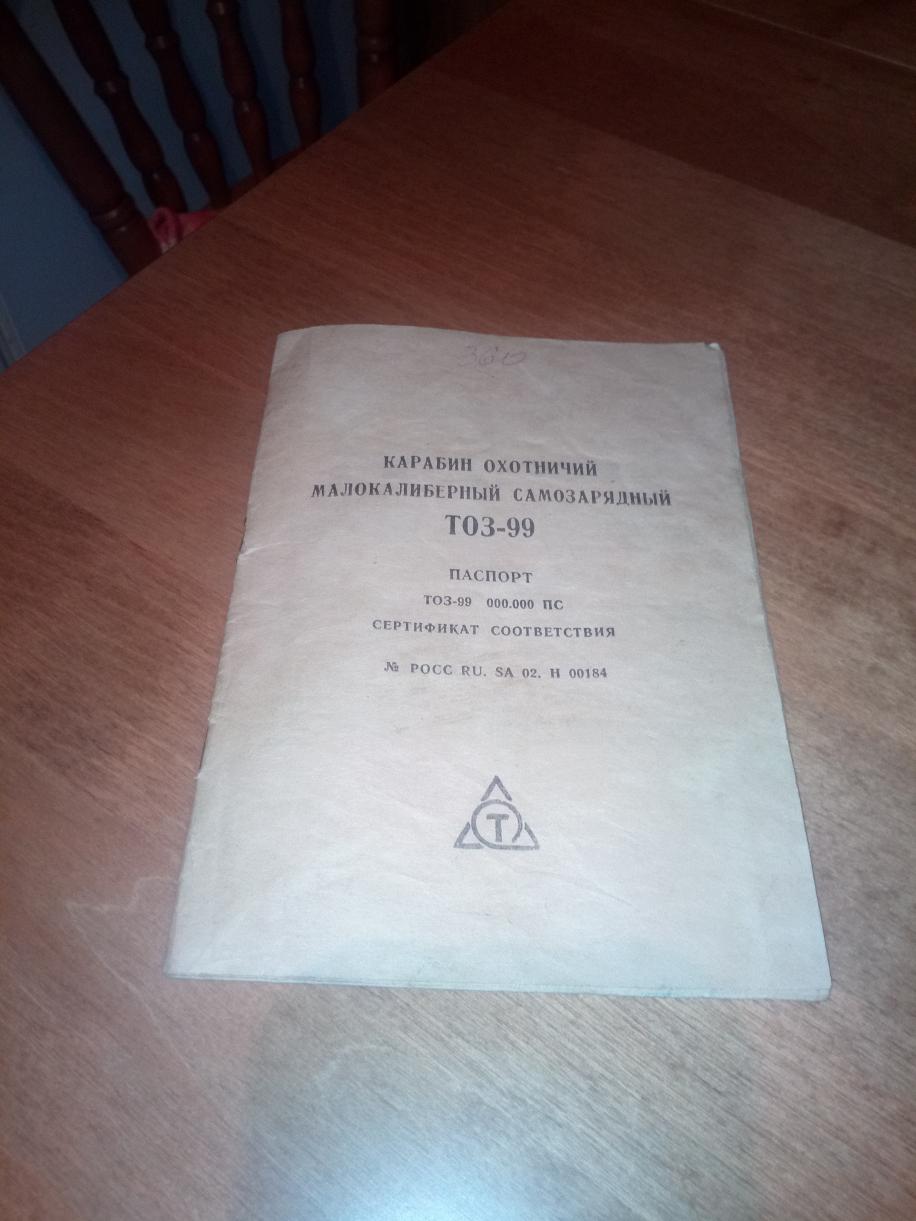 360
КАРАБИН ОХОТНИЧИЙ
МАЛОКАЛИБЕРНЫЙ САМОЗАРЯДНЫЙ
ТОЗ-99
ПАСПОРТ
ТОЗ-99 000.000 ПС
СЕРТИФИКАТ СООТВЕТСТВИЯ
№ РОСС RU. SA 02. Н 00184
Т